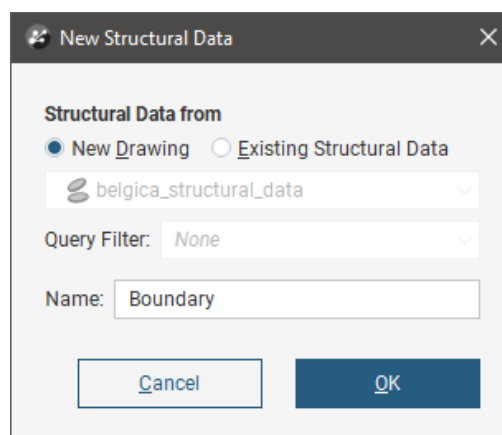 New Structural Data
Structural Data from
New Drawing Existing Structural Data
belgica_structural_data
Query Filter: None
Name: Boundary
Cancel OK